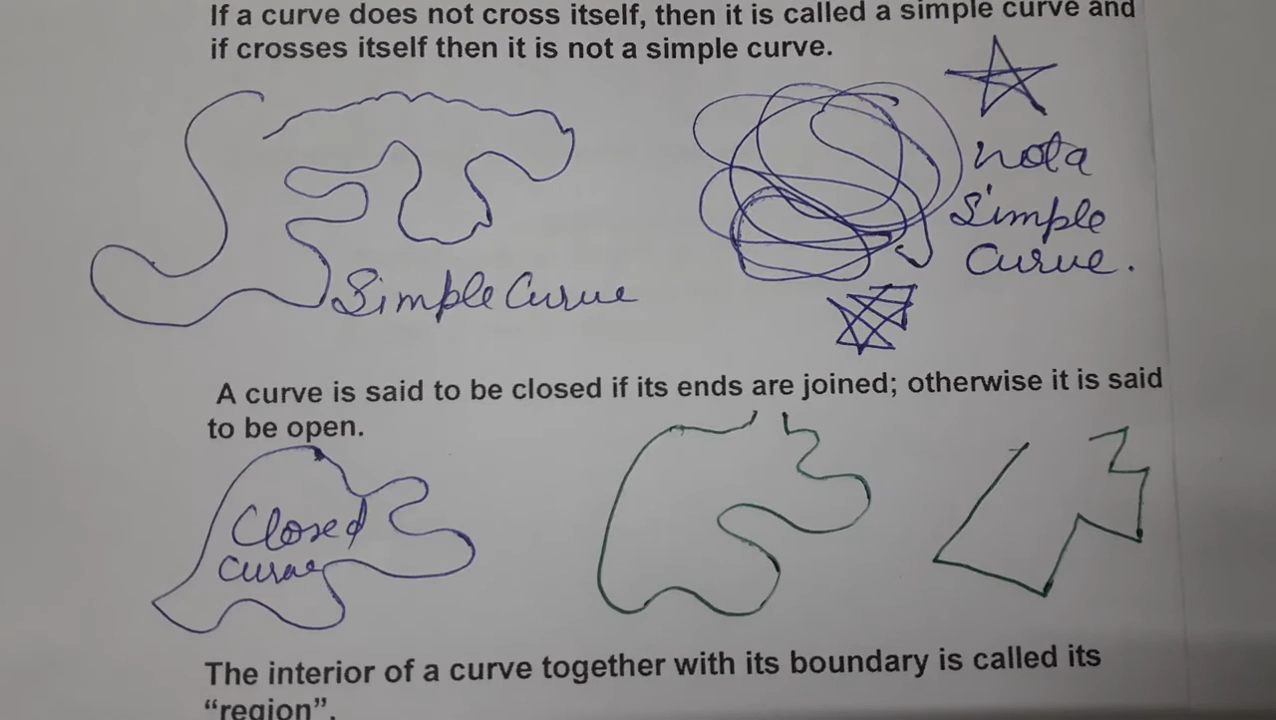 If a curve does not cross itself, then it is called a simple curve and
if crosses itself then it is not a simple curve.
not a
Simple
Curve.
Simple Curve
A curve is said to be closed if its ends are joined; otherwise it is said
to be open.
Closed
Curve
The interior of a curve together with its boundary is called its
“region”.